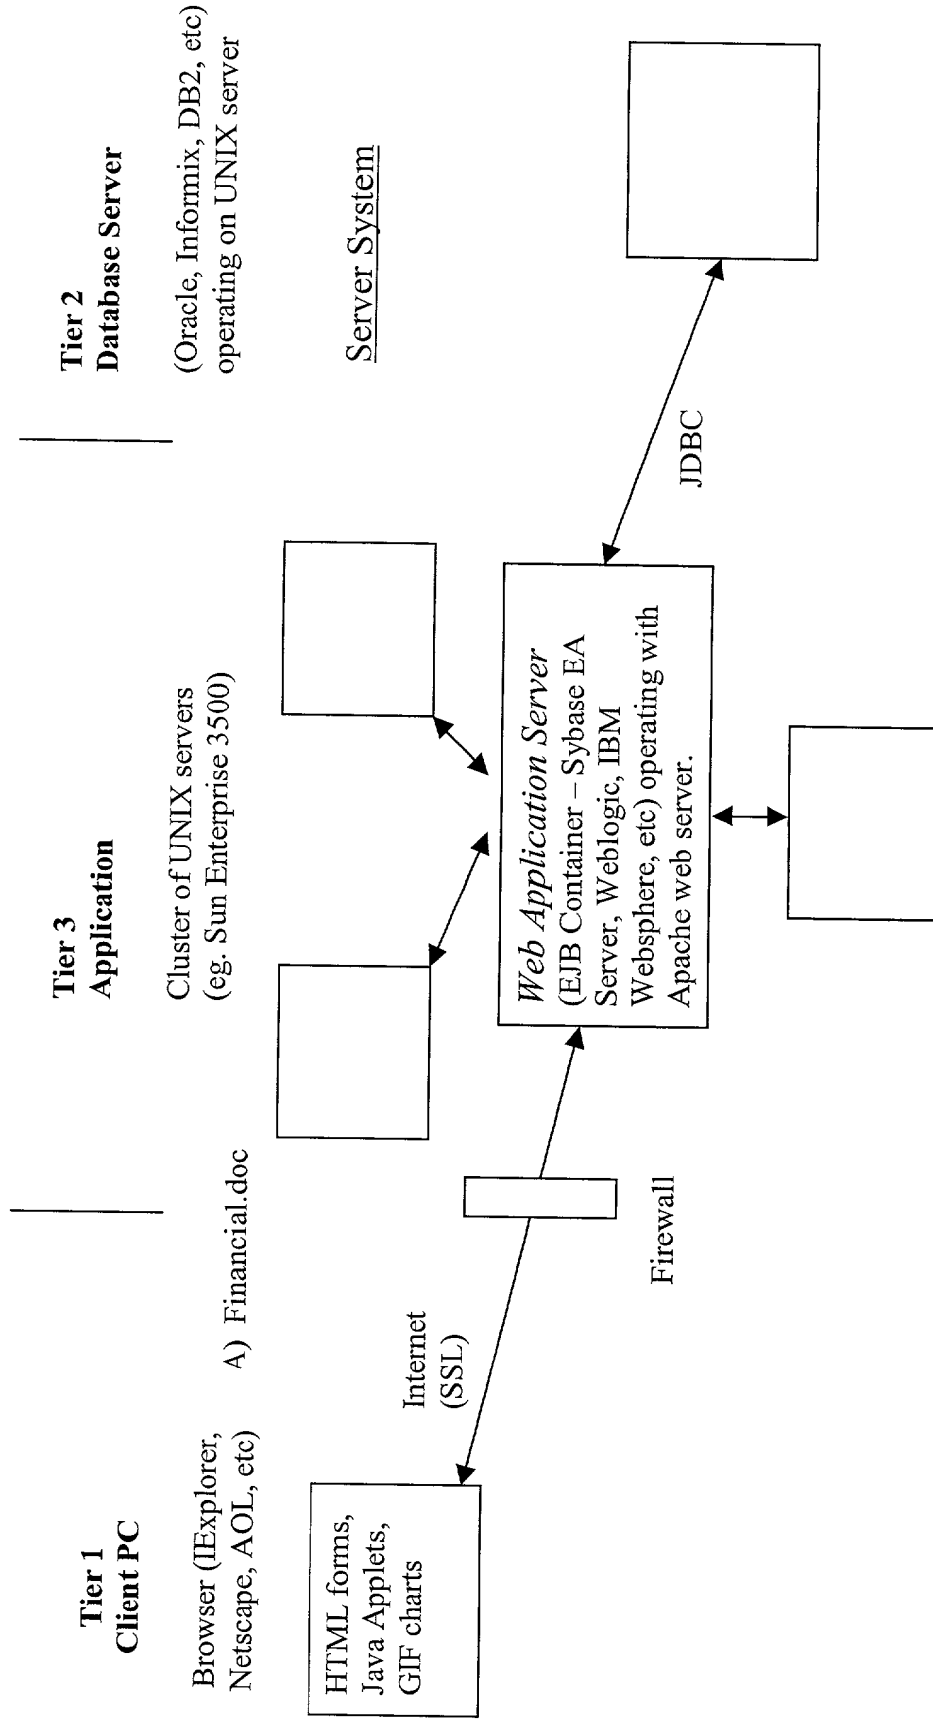 Tier 1
Client PC
Browser (IExplorer,
Netscape, AOL, etc)
HTML forms,
Java Applets,
GIF charts
A) Financial.doc
Internet
(SSL)
Firewall
Tier 3
Application
Cluster of UNIX servers
(eg. Sun Enterprise 3500)
Web Application Server
(EJB Container – Sybase EA
Server, Weblogic, IBM
Websphere, etc) operating with
Apache web server.
JDBC
Tier 2
Database Server
(Oracle, Informix, DB2, etc)
operating on UNIX server
Server System